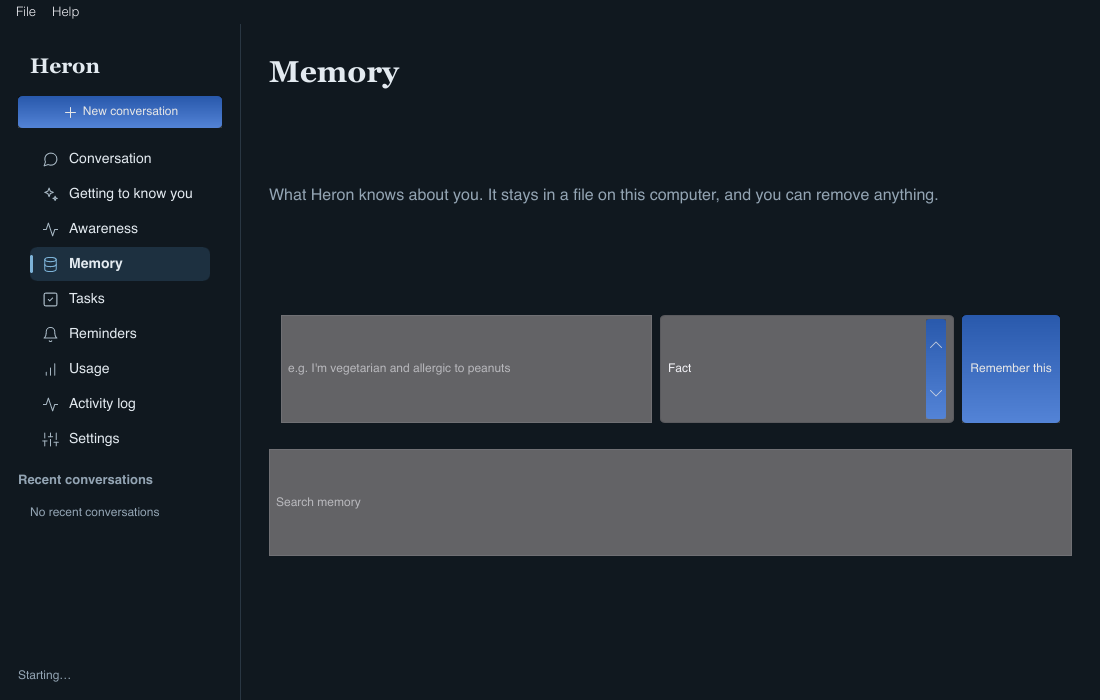 File Help
Heron
New conversation
Conversation
Getting to know you
Awareness
Memory
Tasks
Reminders
Usage
Activity log
Settings
Recent conversations
No recent conversations
Starting…
Memory
What Heron knows about you. It stays in a file on this computer, and you can remove anything.
e.g. I'm vegetarian and allergic to peanuts
Fact
Remember this
Search memory